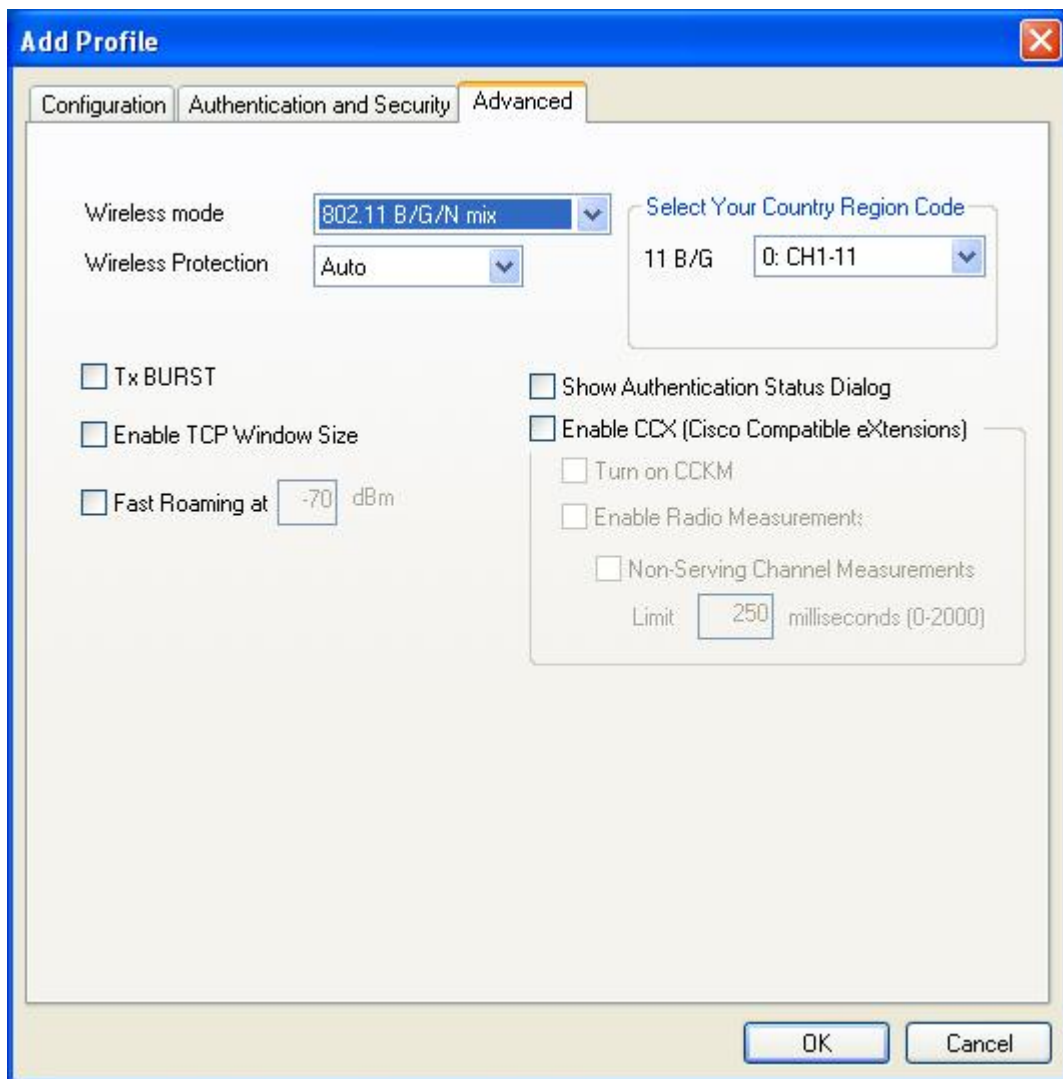 Add Profile
Configuration
Authentication and Security
Advanced
Wireless mode
802.11 B/G/N mix
Wireless Protection
Auto
Select Your Country Region Code
11 B/G
0: CH1-11
Tx BURST
Enable TCP Window Size
Fast Roaming at
-70
dBm
Show Authentication Status Dialog
Enable CCX (Cisco Compatible eXtensions)
Turn on CCKM
Enable Radio Measurements
Non-Serving Channel Measurements
Limit
250
milliseconds (0-2000)
OK
Cancel